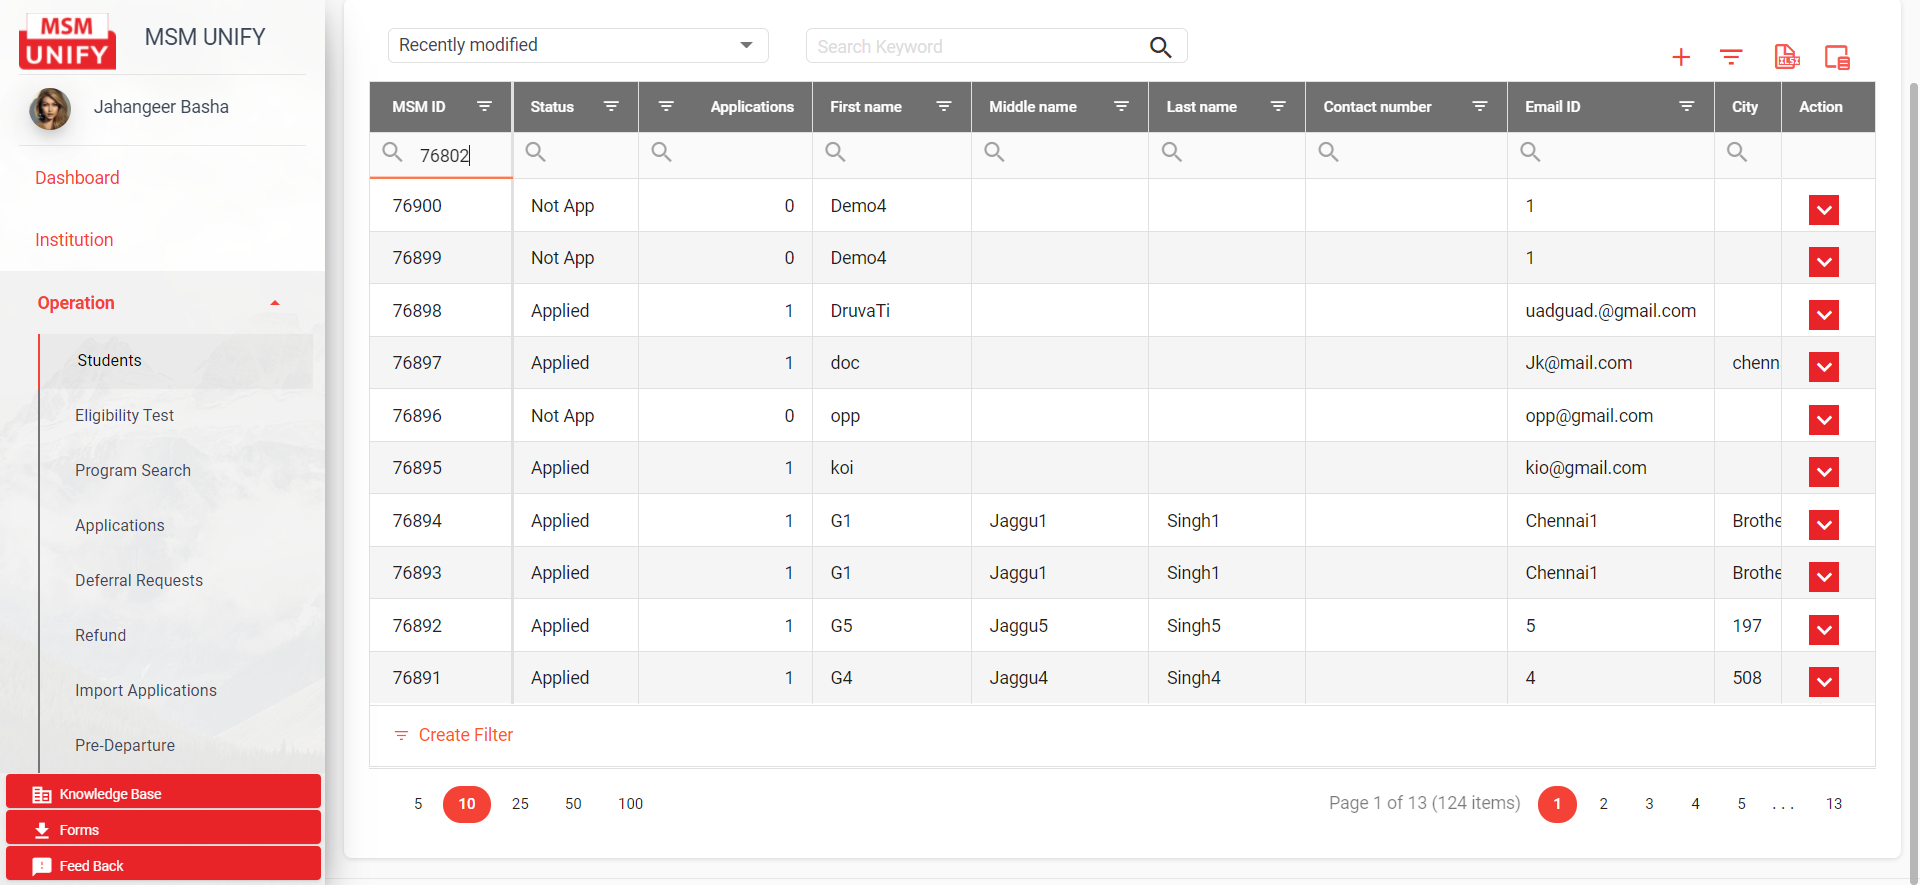 MSM
UNIFY
MSM UNIFY
Jahangeer Basha
Dashboard
Institution
Operation
Students
Eligibility Test
Program Search
Applications
Deferral Requests
Refund
Import Applications
Pre-Departure
Knowledge Base
Forms
Feed Back
Recently modified
Search Keyword
XLSX
MSM ID Status Applications First name Middle name Last name Contact number Email ID City Action
76802
76900 Not App 0 Demo4 1
76899 Not App 0 Demo4 1
76898 Applied 1 DruvaTi uadguad.@gmail.com
76897 Applied 1 doc Jk@mail.com chenn
76896 Not App 0 opp opp@gmail.com
76895 Applied 1 koi kio@gmail.com
76894 Applied 1 G1 Jaggu1 Singh1 Chennai1 Brothe
76893 Applied 1 G1 Jaggu1 Singh1 Chennai1 Brothe
76892 Applied 1 G5 Jaggu5 Singh5 5 197
76891 Applied 1 G4 Jaggu4 Singh4 4 508
Create Filter
5 10 25 50 100 Page 1 of 13 (124 items) 1 2 3 4 5 . . . 13